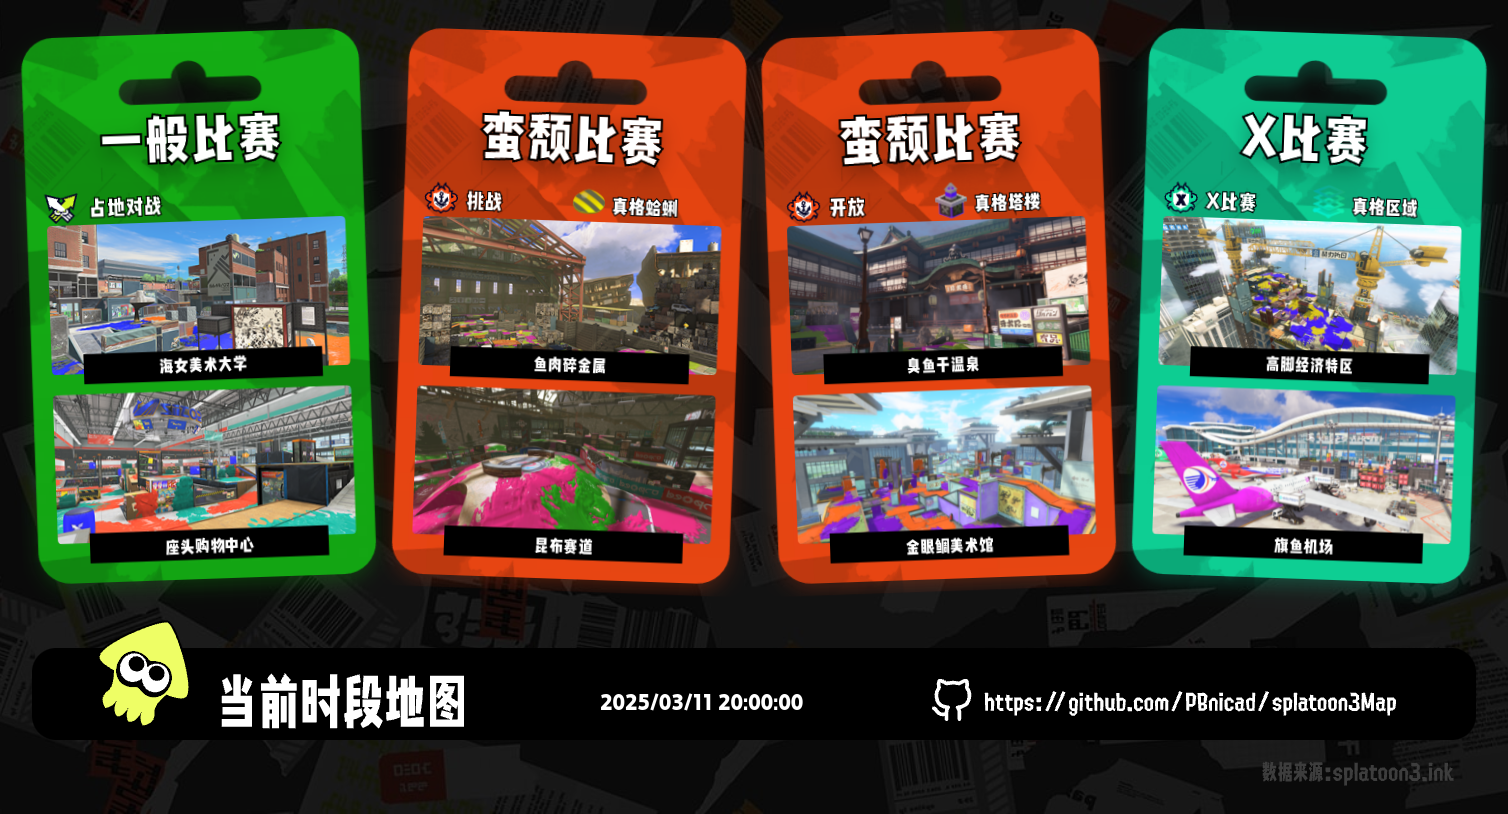 一般比赛
占地对战
海女美术大学
座头购物中心
蛮颓比赛
挑战
真格蛤蜊
鱼肉碎金属
昆布赛道
蛮颓比赛
开放
真格塔楼
臭鱼干温泉
金眼鲷美术馆
X比赛
X比赛
真格区域
高脚经济特区
旗鱼机场
当前时段地图
2025/03/11 20:00:00
https://github.com/PBnicad/splatoon3Map
数据来源:splatoon3.ink